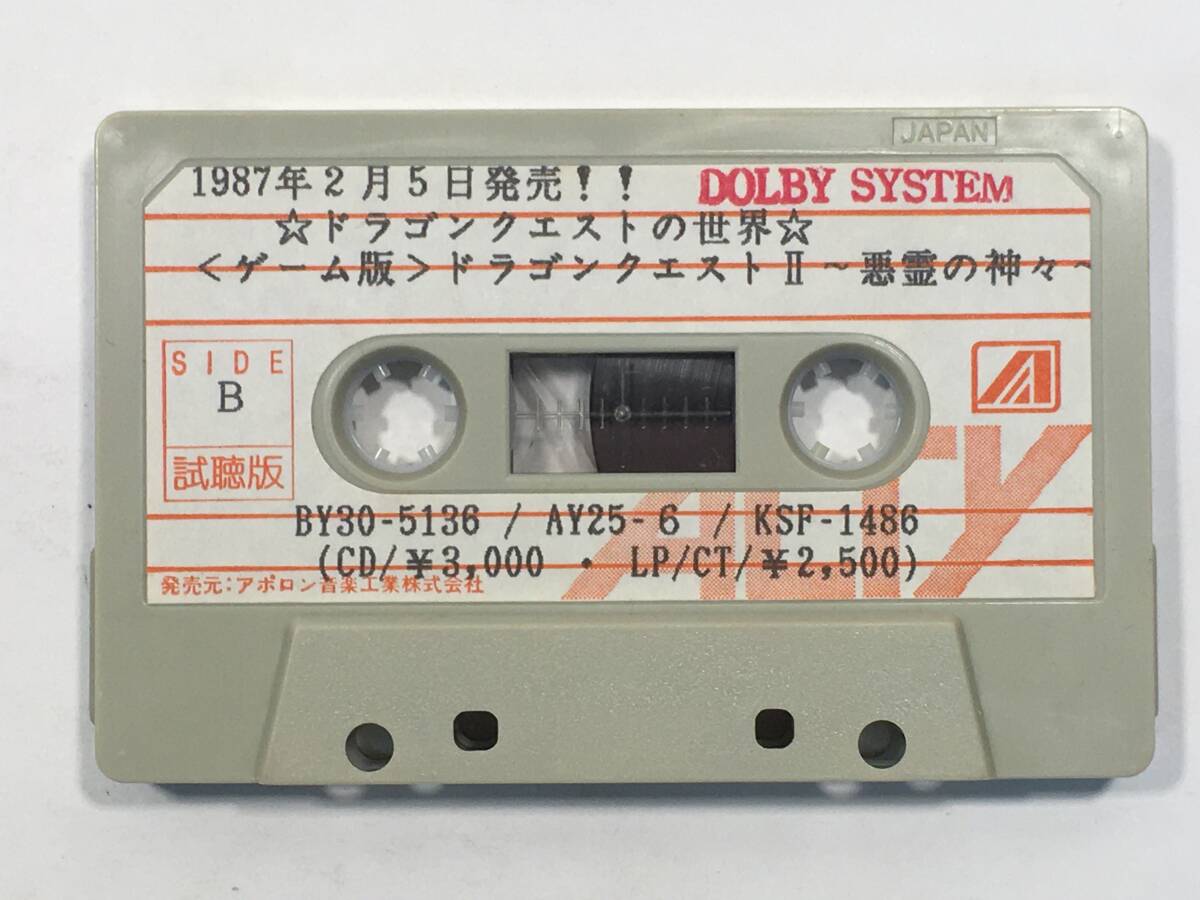 JAPAN
1987年2月5日発売!! DOLBY SYSTEM
☆ドラゴンクエストの世界☆
<ゲーム版>ドラゴンクエストⅡ~悪霊の神々~
SIDE
B
試聴版
BY30-5136 / AY25-6 / KSF-1486
(CD/¥3,000 ・ LP/CT/¥2,500)
発売元:アポロン音楽工業株式会社